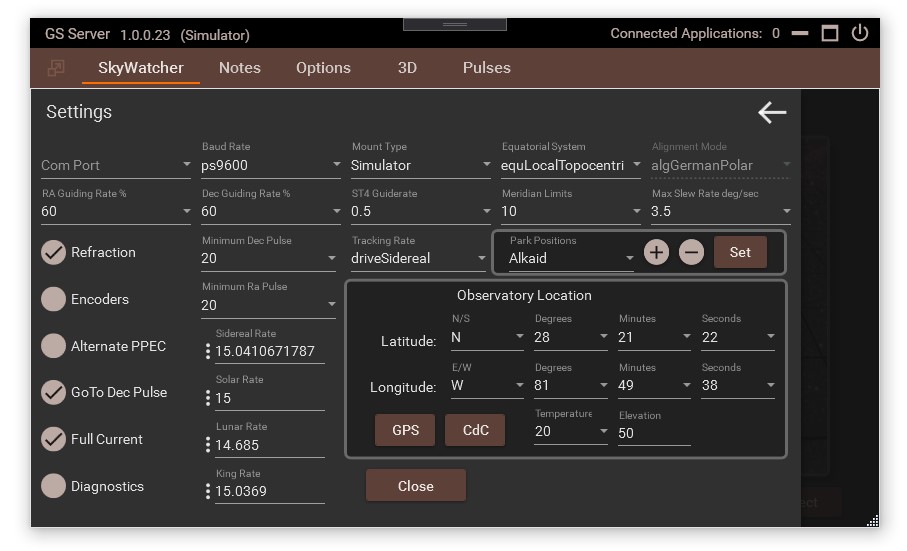 GS Server 1.0.0.23 (Simulator) Connected Applications: 0
SkyWatcher Notes Options 3D Pulses
Settings
Baud Rate Mount Type Equatorial System Alignment Mode
Com Port ps9600 Simulator equLocalTopocentri algGermanPolar
RA Guiding Rate % Dec Guiding Rate % ST4 Guiderate Meridian Limits Max Slew Rate deg/sec
60 60 0.5 10 3.5
Refraction Minimum Dec Pulse Tracking Rate Park Positions
20 driveSidereal Alkaid Set
Encoders Minimum Ra Pulse
20
Observatory Location
N/S Degrees Minutes Seconds
Latitude: N 28 21 22
Alternate PPEC Sidereal Rate
15.0410671787
E/W Degrees Minutes Seconds
Longitude: W 81 49 38
GoTo Dec Pulse Solar Rate
15
GPS CdC Temperature Elevation
20 50
Full Current Lunar Rate
14.685
Diagnostics King Rate
15.0369
Close
ect